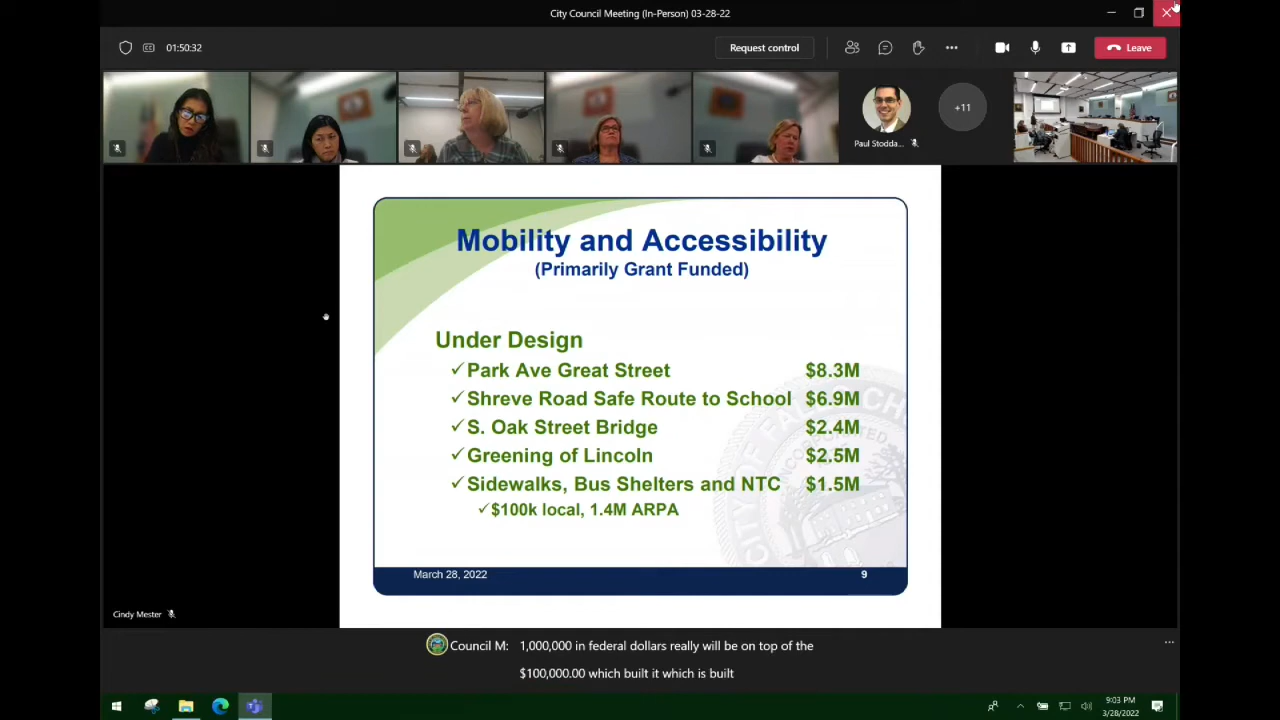 City Council Meeting (In-Person) 03-28-22
01:50:32
Request control
Leave
+11
Paul Stodda...
Mobility and Accessibility
(Primarily Grant Funded)
Under Design
✓Park Ave Great Street $8.3M
✓Shreve Road Safe Route to School $6.9M
✓S. Oak Street Bridge $2.4M
✓Greening of Lincoln $2.5M
✓Sidewalks, Bus Shelters and NTC $1.5M
✓$100k local, 1.4M ARPA
CITY OF FALLS CH
INCORPORATED
March 28, 2022 9
Cindy Mester
Council M: 1,000,000 in federal dollars really will be on top of the
$100,000.00 which built it which is built
9:03 PM
3/28/2022